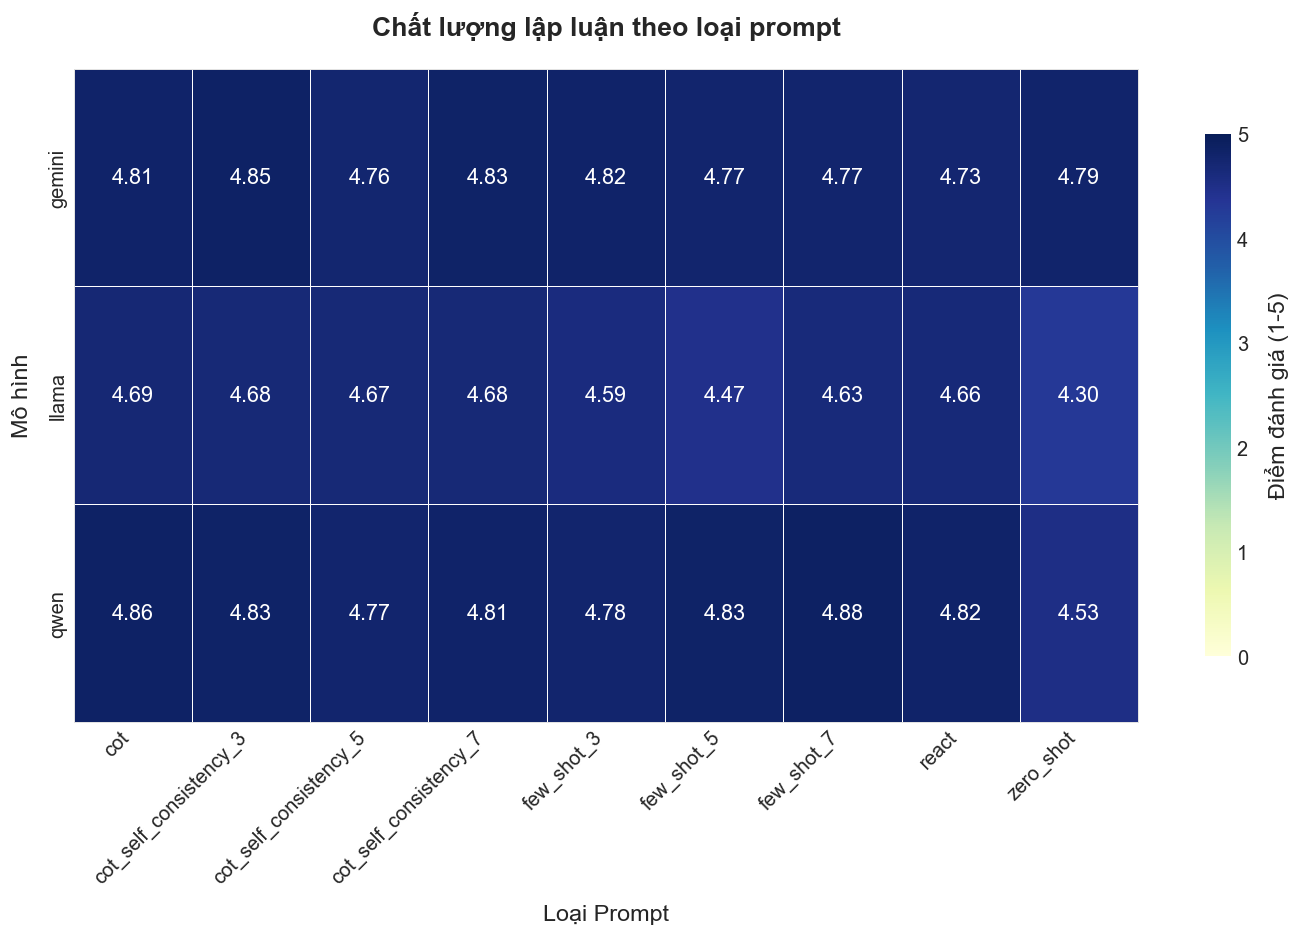 Chất lượng lập luận theo loại prompt
Mô hình
gemini
4.81 4.85 4.76 4.83 4.82 4.77 4.77 4.73 4.79
llama
4.69 4.68 4.67 4.68 4.59 4.47 4.63 4.66 4.30
qwen
4.86 4.83 4.77 4.81 4.78 4.83 4.88 4.82 4.53
cot
cot_self_consistency_3
cot_self_consistency_5
cot_self_consistency_7
few_shot_3
few_shot_5
few_shot_7
react
zero_shot
Loại Prompt
5
4
3
2
1
0
Điểm đánh giá (1-5)